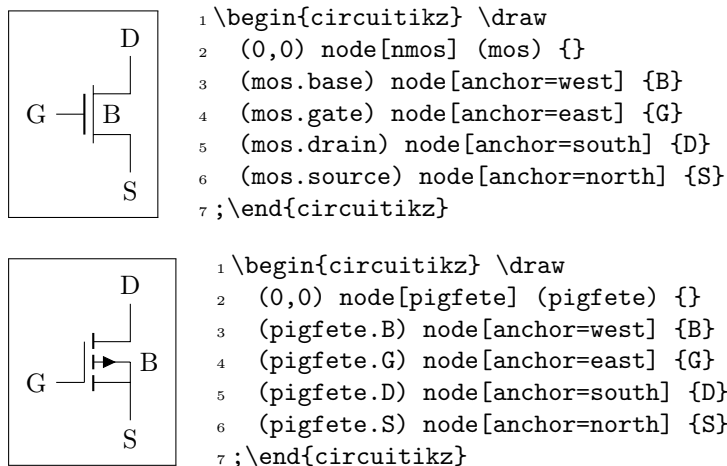 D
G
B
S
1 \begin{circuitikz} \draw
2   (0,0) node[nmos] (mos) {}
3   (mos.base) node[anchor=west] {B}
4   (mos.gate) node[anchor=east] {G}
5   (mos.drain) node[anchor=south] {D}
6   (mos.source) node[anchor=north] {S}
7 ;\end{circuitikz}
D
B
G
S
1 \begin{circuitikz} \draw
2   (0,0) node[pigfete] (pigfete) {}
3   (pigfete.B) node[anchor=west] {B}
4   (pigfete.G) node[anchor=east] {G}
5   (pigfete.D) node[anchor=south] {D}
6   (pigfete.S) node[anchor=north] {S}
7 ;\end{circuitikz}